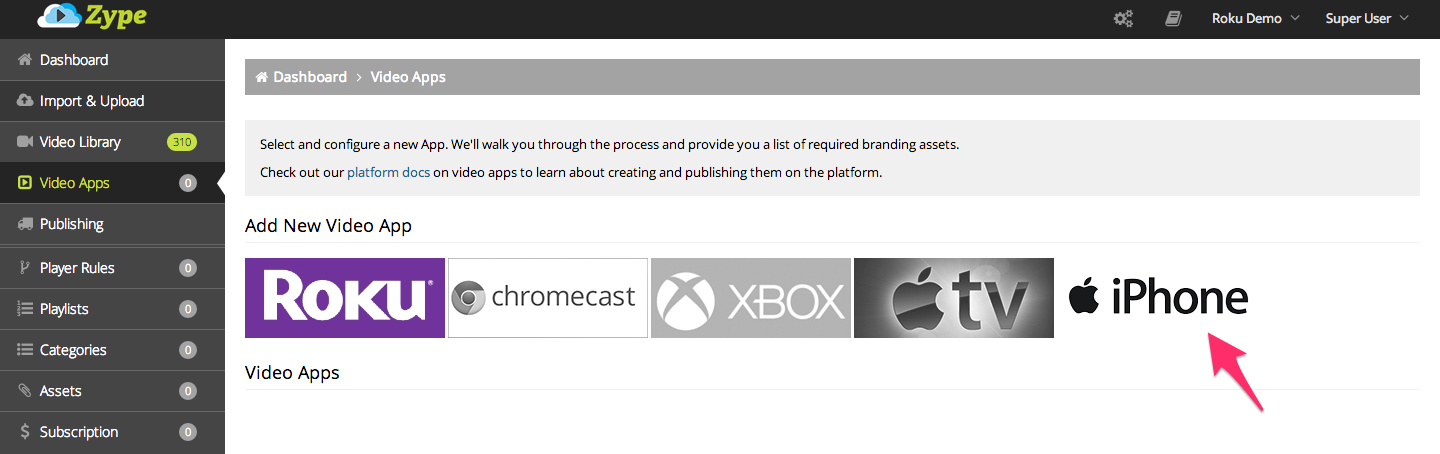 Zype
Roku Demo
Super User
Dashboard
Import & Upload
Video Library 310
Video Apps 0
Publishing
Player Rules 0
Playlists 0
Categories 0
Assets 0
$ Subscription 0
Dashboard > Video Apps
Select and configure a new App. We'll walk you through the process and provide you a list of required branding assets.
Check out our platform docs on video apps to learn about creating and publishing them on the platform.
Add New Video App
ROKU®
chromecast
XBOX
tv
iPhone
Video Apps